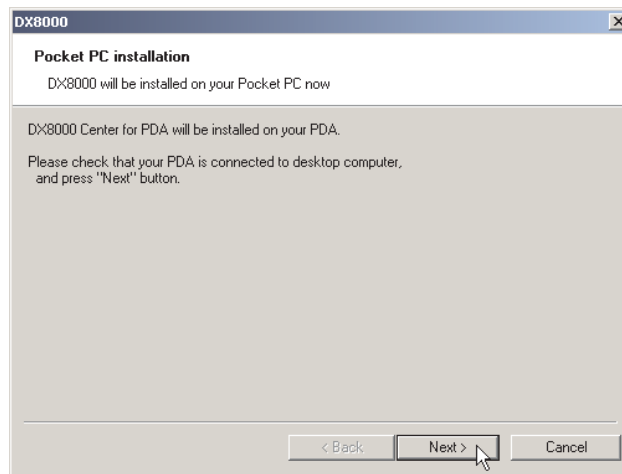 DX8000
Pocket PC installation
DX8000 will be installed on your Pocket PC now
DX8000 Center for PDA will be installed on your PDA.
Please check that your PDA is connected to desktop computer,
and press "Next" button.
< Back
Next >
Cancel